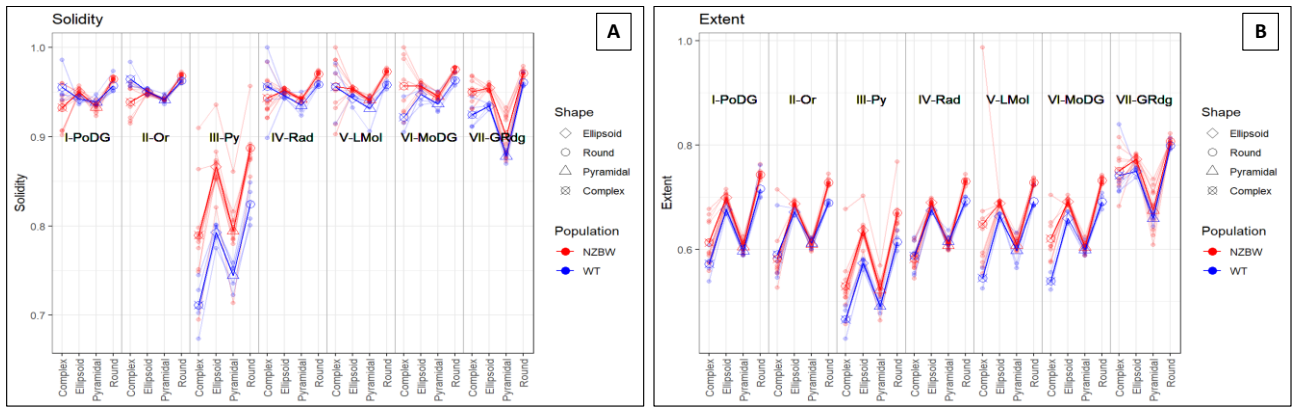 Solidity
A
1.0
0.9
0.8
0.7
Solidity
I-PoDG
II-Or
III-Py
IV-Rad
V-LMol
VI-MoDG
VII-GRdg
Complex
Ellipsoid
Pyramidal
Round
Complex
Ellipsoid
Pyramidal
Round
Complex
Ellipsoid
Pyramidal
Round
Complex
Ellipsoid
Pyramidal
Round
Complex
Ellipsoid
Pyramidal
Round
Complex
Ellipsoid
Pyramidal
Round
Complex
Ellipsoid
Pyramidal
Round
Shape
Ellipsoid
Round
Pyramidal
Complex
Population
NZBW
WT
Extent
B
1.0
0.8
0.6
Extent
I-PoDG
II-Or
III-Py
IV-Rad
V-LMol
VI-MoDG
VII-GRdg
Complex
Ellipsoid
Pyramidal
Round
Complex
Ellipsoid
Pyramidal
Round
Complex
Ellipsoid
Pyramidal
Round
Complex
Ellipsoid
Pyramidal
Round
Complex
Ellipsoid
Pyramidal
Round
Complex
Ellipsoid
Pyramidal
Round
Complex
Ellipsoid
Pyramidal
Round
Shape
Ellipsoid
Round
Pyramidal
Complex
Population
NZBW
WT